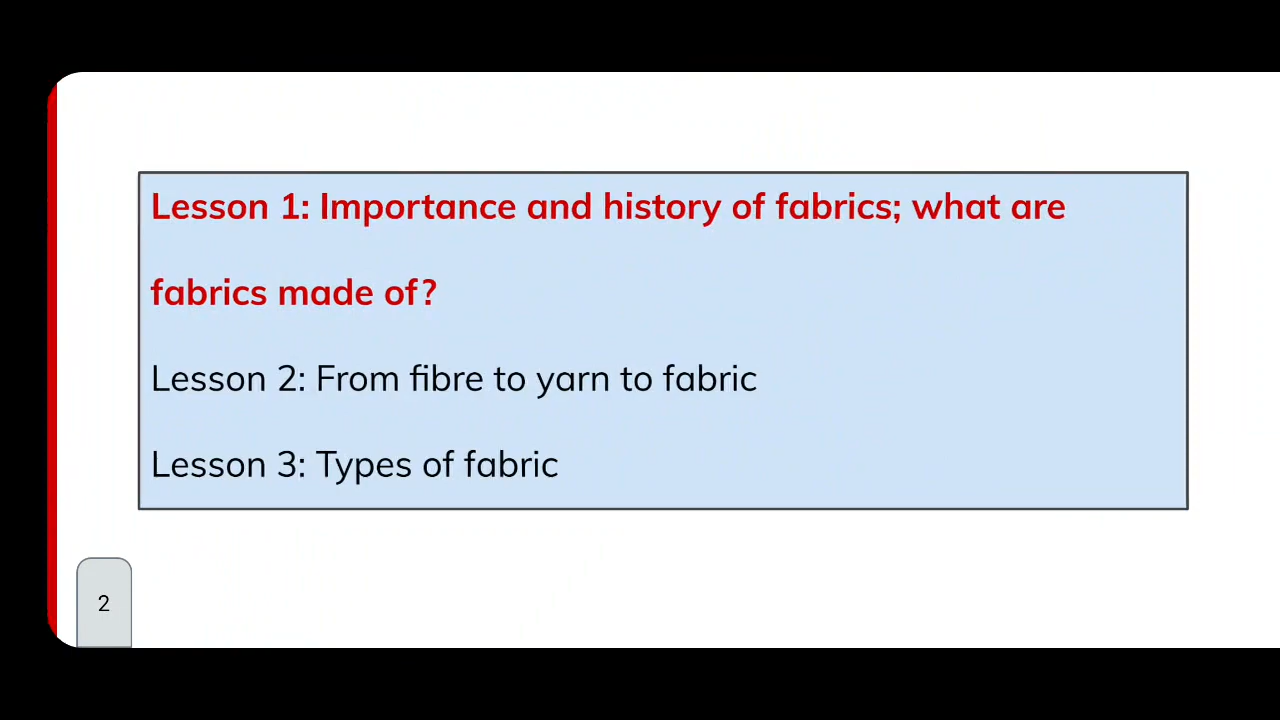 Lesson 1: Importance and history of fabrics; what are
fabrics made of?
Lesson 2: From fibre to yarn to fabric
Lesson 3: Types of fabric
2